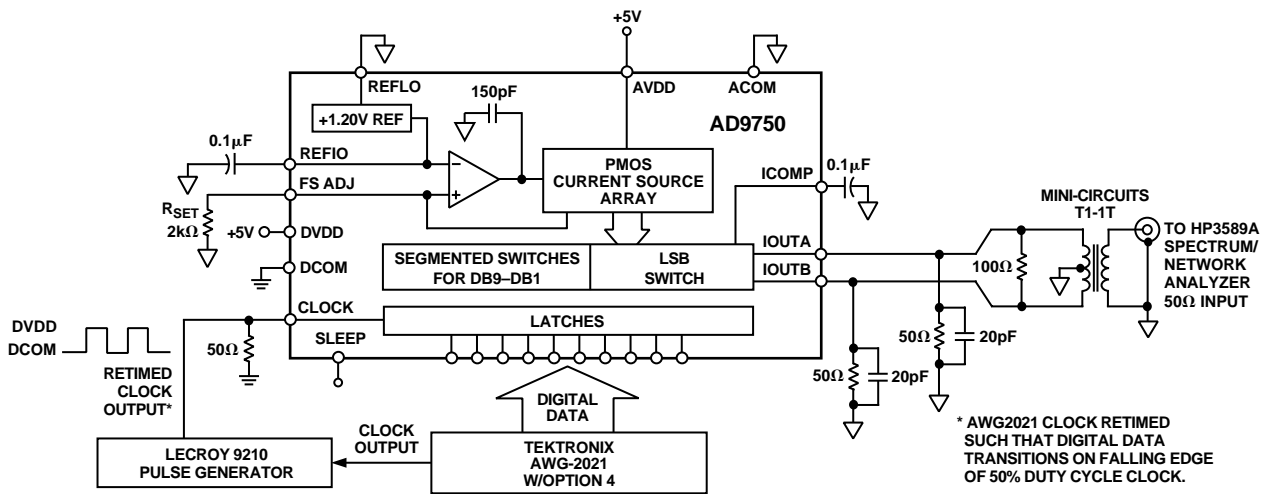 +5V
REFLO
AVDD
ACOM
150pF
+1.20V REF
AD9750
0.1µF
REFIO
−
+
PMOS
CURRENT SOURCE
ARRAY
ICOMP
0.1µF
FS ADJ
RSET
2kΩ
MINI-CIRCUITS
T1-1T
+5V
DVDD
SEGMENTED SWITCHES
FOR DB9–DB1
LSB
SWITCH
IOUTA
IOUTB
100Ω
TO HP3589A
SPECTRUM/
NETWORK
ANALYZER
50Ω INPUT
DCOM
CLOCK
LATCHES
DVDD
DCOM
50Ω
SLEEP
50Ω
20pF
50Ω
20pF
RETIMED
CLOCK
OUTPUT*
DIGITAL
DATA
CLOCK
OUTPUT
LECROY 9210
PULSE GENERATOR
TEKTRONIX
AWG-2021
W/OPTION 4
* AWG2021 CLOCK RETIMED
SUCH THAT DIGITAL DATA
TRANSITIONS ON FALLING EDGE
OF 50% DUTY CYCLE CLOCK.